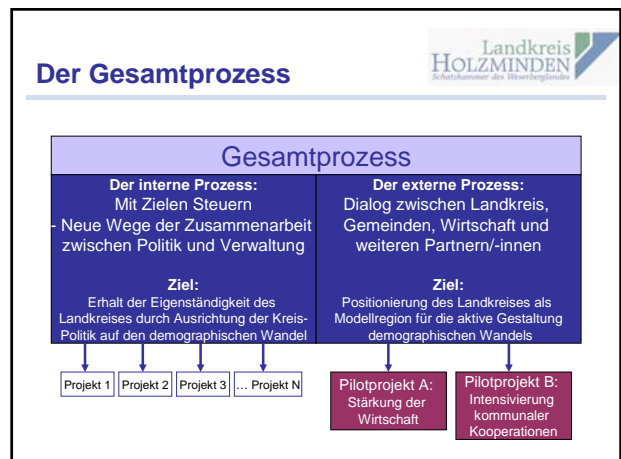 Der Gesamtprozess
Landkreis
HOLZMINDEN
Schatzkammer des Weserberglandes
Gesamtprozess
Der interne Prozess:
Mit Zielen Steuern
- Neue Wege der Zusammenarbeit
zwischen Politik und Verwaltung
Ziel:
Erhalt der Eigenständigkeit des
Landkreises durch Ausrichtung der Kreis-
Politik auf den demographischen Wandel
Der externe Prozess:
Dialog zwischen Landkreis,
Gemeinden, Wirtschaft und
weiteren Partnern/-innen
Ziel:
Positionierung des Landkreises als
Modellregion für die aktive Gestaltung
demographischen Wandels
Projekt 1
Projekt 2
Projekt 3
... Projekt N
Pilotprojekt A:
Stärkung der
Wirtschaft
Pilotprojekt B:
Intensivierung
kommunaler
Kooperationen